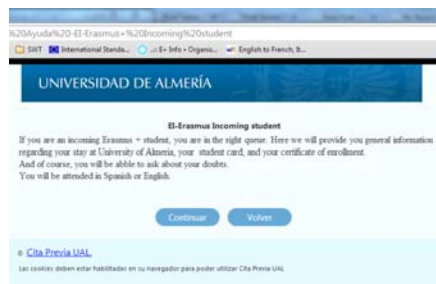 %20Ayuda%20-EI-Erasmus+%20Incoming%20student
SWT International Standa... ..: E+ Info • Organis... English to French, It...
UNIVERSIDAD DE ALMERÍA
EI-Erasmus Incoming student
If you are an incoming Erasmus + student, you are in the right queue. Here we will provide you general information
regarding your stay at University of Almeria, your student card, and your certificate of enrollment.
And of course, you will be abble to ask about your doubts.
You will be attended in Spanish or English.
Continuar Volver
Cita Previa UAL.
Las cookies deben estar habilitadas en su navegador para poder utilizar Cita Previa UAL